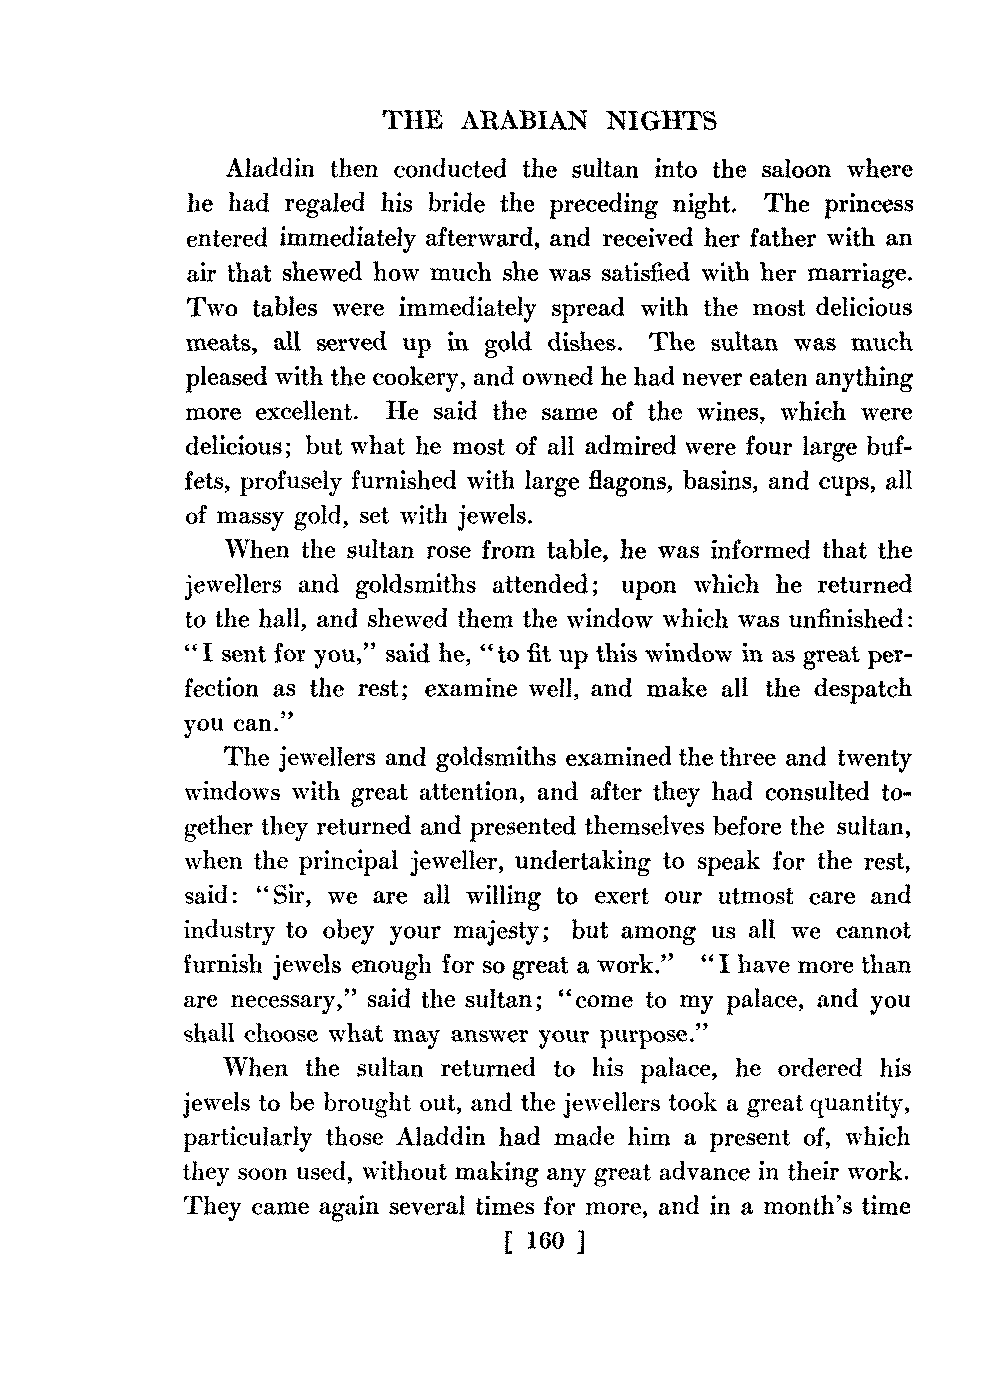 THE ARABIAN NIGHTS
Aladdin then conducted the sultan into the saloon where
he had regaled his bride the preceding night. The princess
entered immediately afterward, and received her father with an
air that shewed how much she was satisfied with her marriage.
Two tables were immediately spread with the most delicious
meats, all served up in gold dishes. The sultan was much
pleased with the cookery, and owned he had never eaten anything
more excellent. He said the same of the wines, which were
delicious; but what he most of all admired were four large buf-
fets, profusely furnished with large flagons, basins, and cups, all
of massy gold, set with jewels.
When the sultan rose from table, he was informed that the
jewellers and goldsmiths attended; upon which he returned
to the hall, and shewed them the window which was unfinished:
“I sent for you,” said he, “to fit up this window in as great per-
fection as the rest; examine well, and make all the despatch
you can.”
The jewellers and goldsmiths examined the three and twenty
windows with great attention, and after they had consulted to-
gether they returned and presented themselves before the sultan,
when the principal jeweller, undertaking to speak for the rest,
said: “Sir, we are all willing to exert our utmost care and
industry to obey your majesty; but among us all we cannot
furnish jewels enough for so great a work.” “I have more than
are necessary,” said the sultan; “come to my palace, and you
shall choose what may answer your purpose.”
When the sultan returned to his palace, he ordered his
jewels to be brought out, and the jewellers took a great quantity,
particularly those Aladdin had made him a present of, which
they soon used, without making any great advance in their work.
They came again several times for more, and in a month’s time
[ 160 ]